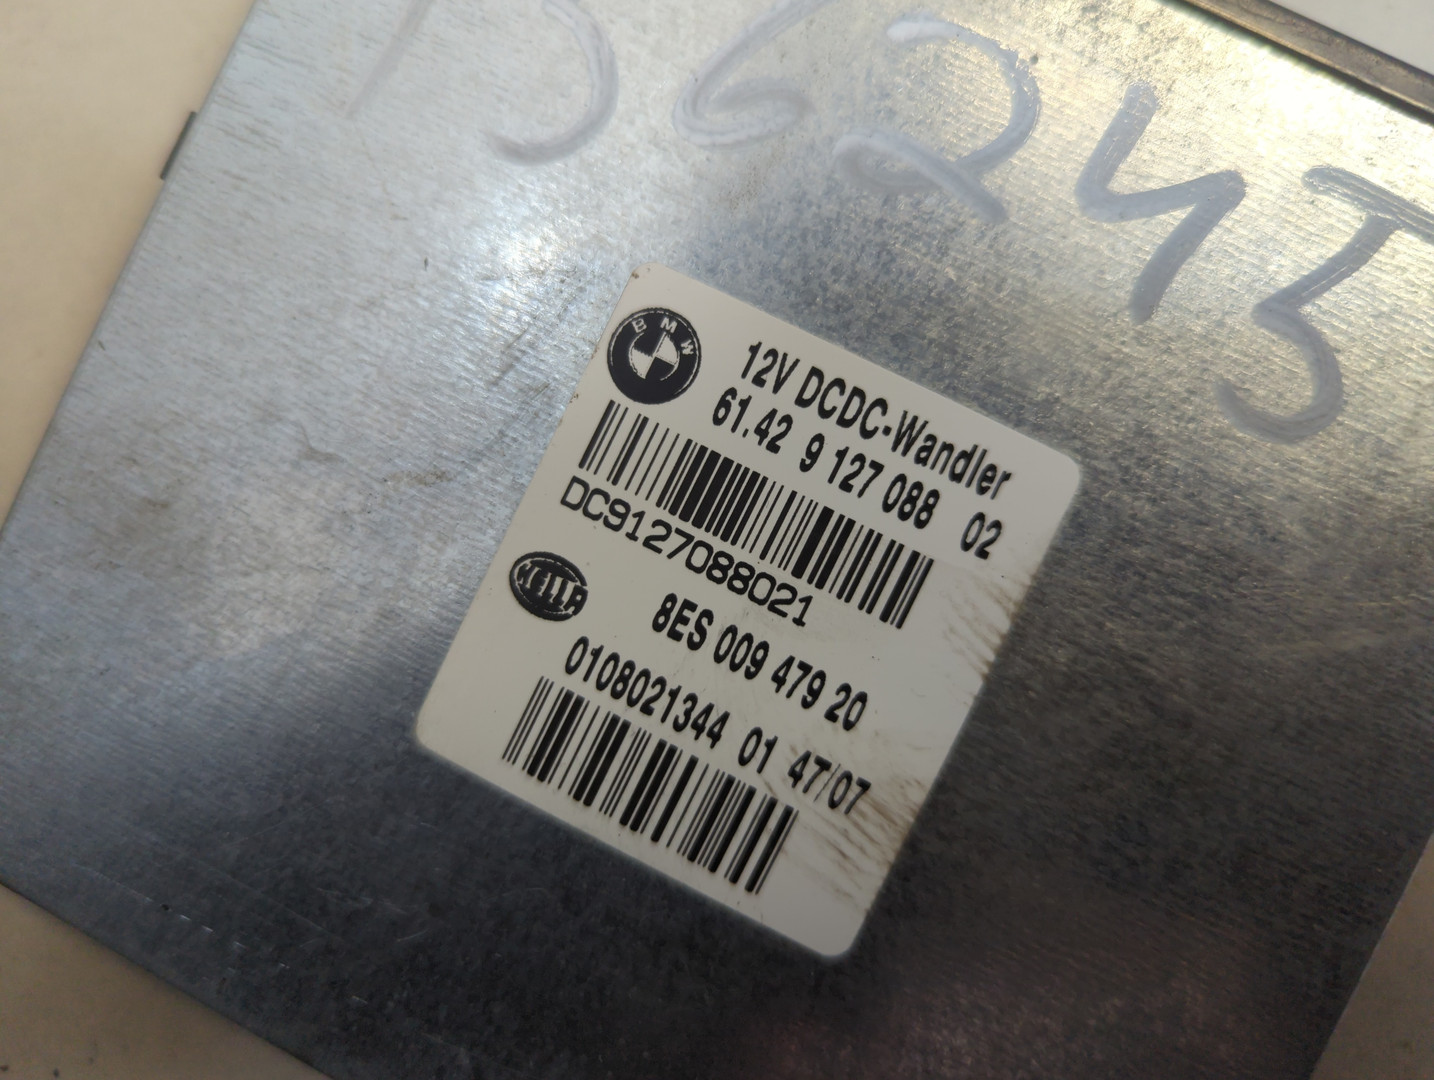 136243
BMW
12V DCDC-Wandler
61.42 9 127 088 02
DC9127088021
HELLA
8ES 009 479 20
0108021344 01 47/07